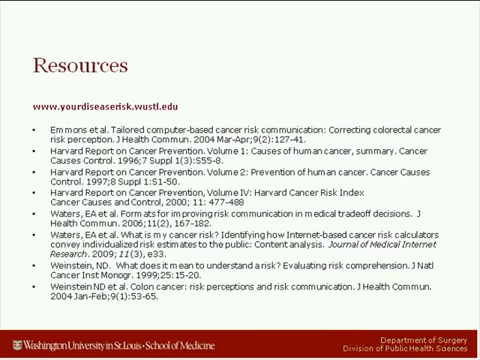 Resources
www.yourdiseaserisk.wustl.edu
• Emmons et al. Tailored computer-based cancer risk communication: Correcting colorectal cancer
risk perception. J Health Commun. 2004 Mar-Apr;9(2):127-41.
• Harvard Report on Cancer Prevention. Volume 1: Causes of human cancer, summary. Cancer
Causes Control. 1996;7 Suppl 1(3):S55-8.
• Harvard Report on Cancer Prevention. Volume 2: Prevention of human cancer. Cancer Causes
Control. 1997;8 Suppl 1:S1-50.
• Harvard Report on Cancer Prevention, Volume IV: Harvard Cancer Risk Index
Cancer Causes and Control, 2000; 11: 477-488
• Waters, EA et al. Formats for improving risk communication in medical tradeoff decisions. J
Health Commun. 2006;11(2), 167-182.
• Waters, EA et al. What is my cancer risk? Identifying how Internet-based cancer risk calculators
convey individualized risk estimates to the public: Content analysis. Journal of Medical Internet
Research. 2009; 11(3), e33.
• Weinstein, ND. What does it mean to understand a risk? Evaluating risk comprehension. J Natl
Cancer Inst Monogr. 1999;25:15-20.
• Weinstein ND et al. Colon cancer: risk perceptions and risk communication. J Health Commun.
2004 Jan-Feb;9(1):53-65.
Washington University in St. Louis • School of Medicine
Department of Surgery
Division of Public Health Sciences